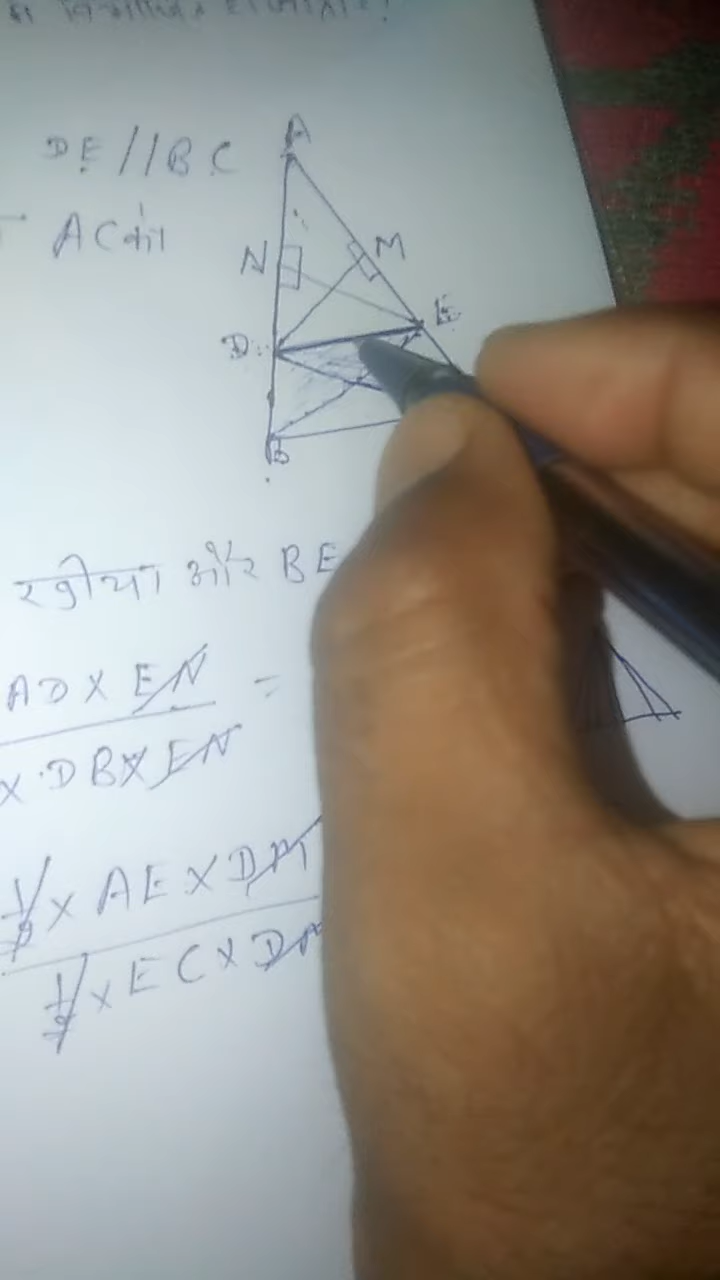 DE//BC
AC को
A
N
M
E
D
B
खींचा और BE
AD X EN =
X DB X EN
1/2 X AE X DM
1/2 X EC X DM